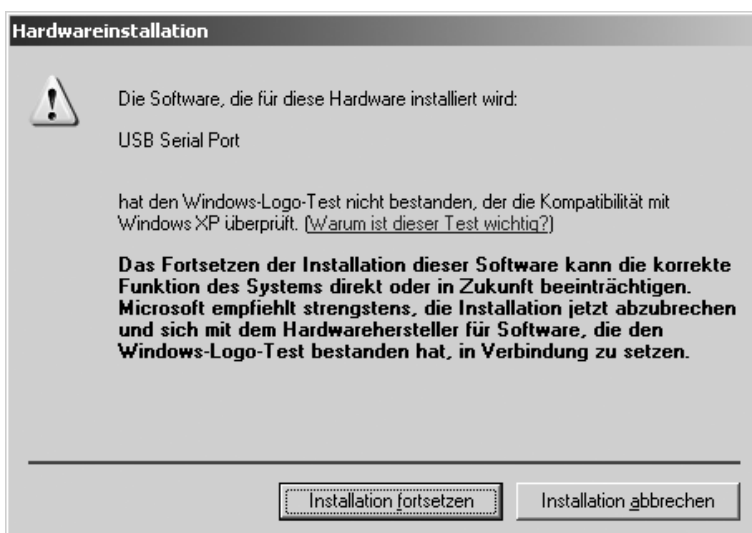 Hardwareinstallation
Die Software, die für diese Hardware installiert wird:
USB Serial Port
hat den Windows-Logo-Test nicht bestanden, der die Kompatibilität mit
Windows XP überprüft. (Warum ist dieser Test wichtig?)
Das Fortsetzen der Installation dieser Software kann die korrekte
Funktion des Systems direkt oder in Zukunft beeinträchtigen.
Microsoft empfiehlt strengstens, die Installation jetzt abzubrechen
und sich mit dem Hardwarehersteller für Software, die den
Windows-Logo-Test bestanden hat, in Verbindung zu setzen.
Installation fortsetzen Installation abbrechen